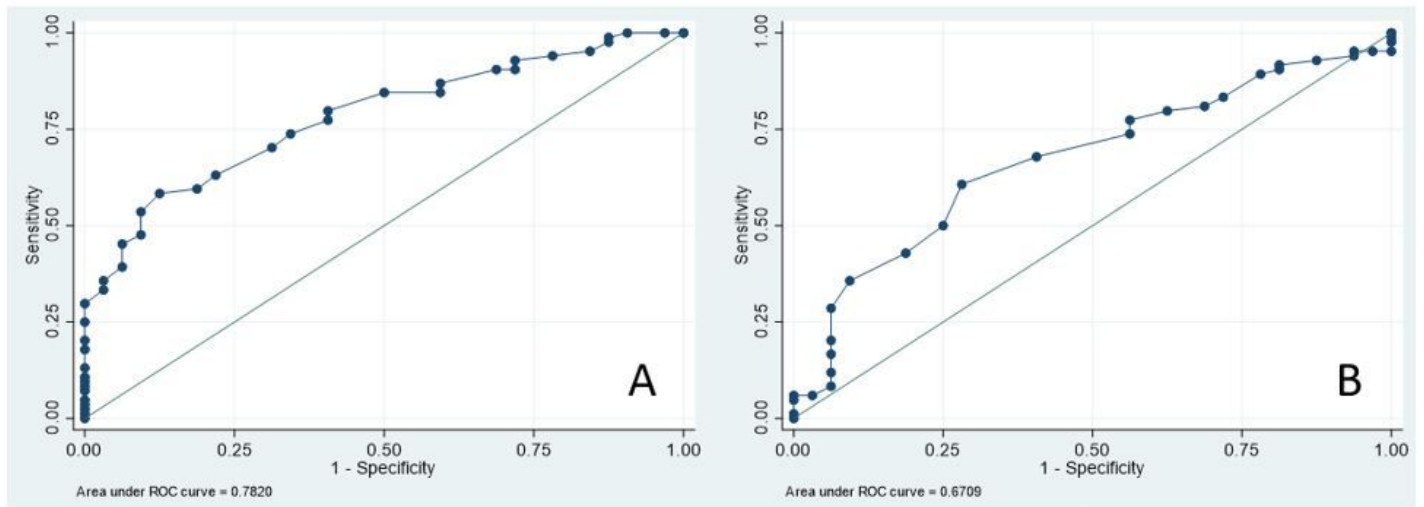 Sensitivity
1.00
0.75
0.50
0.25
0.00
0.00 0.25 0.50 0.75 1.00
1 - Specificity
Area under ROC curve = 0.7820
A
Sensitivity
1.00
0.75
0.50
0.25
0.00
0.00 0.25 0.50 0.75 1.00
1 - Specificity
Area under ROC curve = 0.6709
B